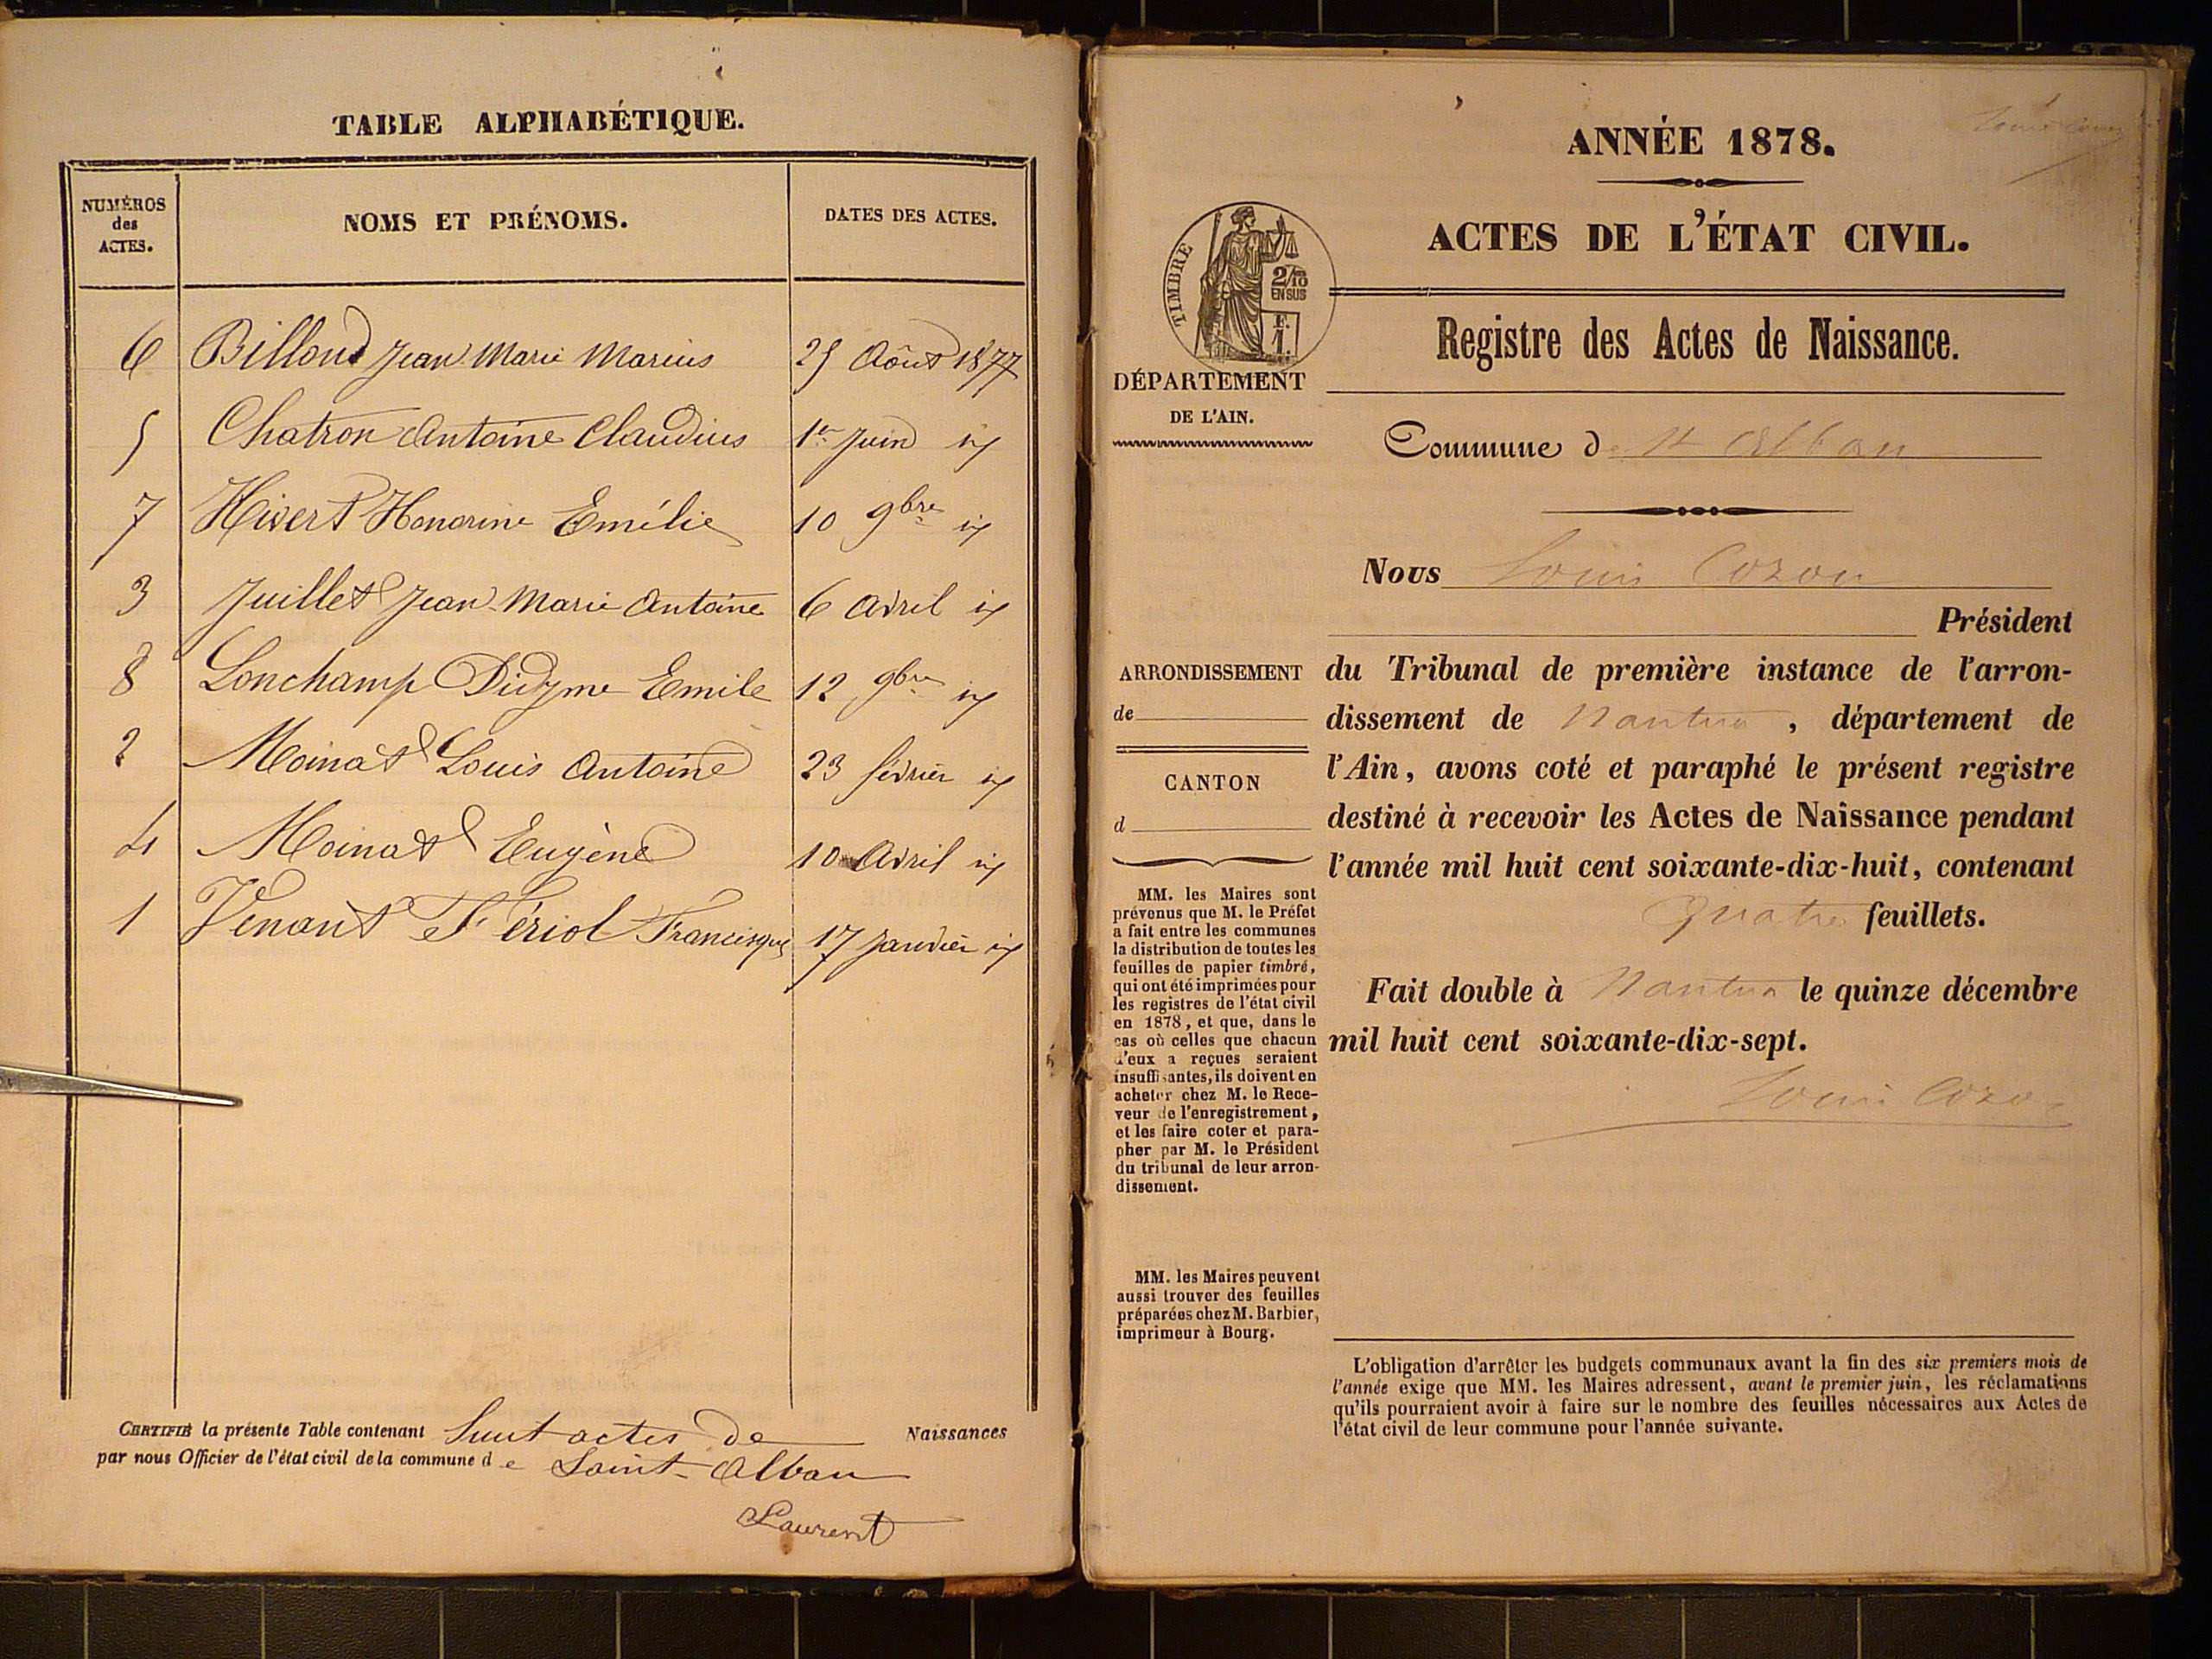 TABLE ALPHABÉTIQUE.
NUMÉROS des ACTES.
NOMS ET PRÉNOMS.
DATES DES ACTES.
6 Billoud Jean Marie Marius 25 Août 1877
5 Chatron Antoine Claudius 1er Juin id
7 Hivert Honorine Emélie 10 9bre id
3 Juillet Jean Marie Antoine 6 Avril id
8 Lonchamp Didyme Emile 12 9bre id
2 Moinat Louis Antoine 23 février id
4 Moinat Eugène 10 Avril id
1 Venant Fériol Francisque 17 Janvier id
CERTIFIÉ la présente Table contenant huit actes de Naissances
par nous Officier de l'état civil de la commune de Saint-Alban
Laurent
ANNÉE 1878.
ACTES DE L'ÉTAT CIVIL.
TIMBRE
2/10 EN SUS
F. 1.
Registre des Actes de Naissance.
DÉPARTEMENT
DE L'AIN.
Commune d St Alban
Nous Louis Cozon
Président
ARRONDISSEMENT
de
CANTON
d
du Tribunal de première instance de l'arron-
dissement de Nantua, département de
l'Ain, avons coté et paraphé le présent registre
destiné à recevoir les Actes de Naissance pendant
l'année mil huit cent soixante-dix-huit, contenant
quatre feuillets.
Fait double à Nantua le quinze décembre
mil huit cent soixante-dix-sept.
Louis Cozon
MM. les Maires sont
prévenus que M. le Préfet
a fait entre les communes
la distribution de toutes les
feuilles de papier timbré,
qui ont été imprimées pour
les registres de l'état civil
en 1878, et que, dans le
cas où celles que chacun
d'eux a reçues seraient
insuffisantes, ils doivent en
acheter chez M. le Rece-
veur de l'enregistrement,
et les faire coter et para-
pher par M. le Président
du tribunal de leur arron-
dissement.
MM. les Maires peuvent
aussi trouver des feuilles
préparées chez M. Barbier,
imprimeur à Bourg.
L'obligation d'arrêter les budgets communaux avant la fin des six premiers mois de
l'année exige que MM. les Maires adressent, avant le premier juin, les réclamations
qu'ils pourraient avoir à faire sur le nombre des feuilles nécessaires aux Actes de
l'état civil de leur commune pour l'année suivante.